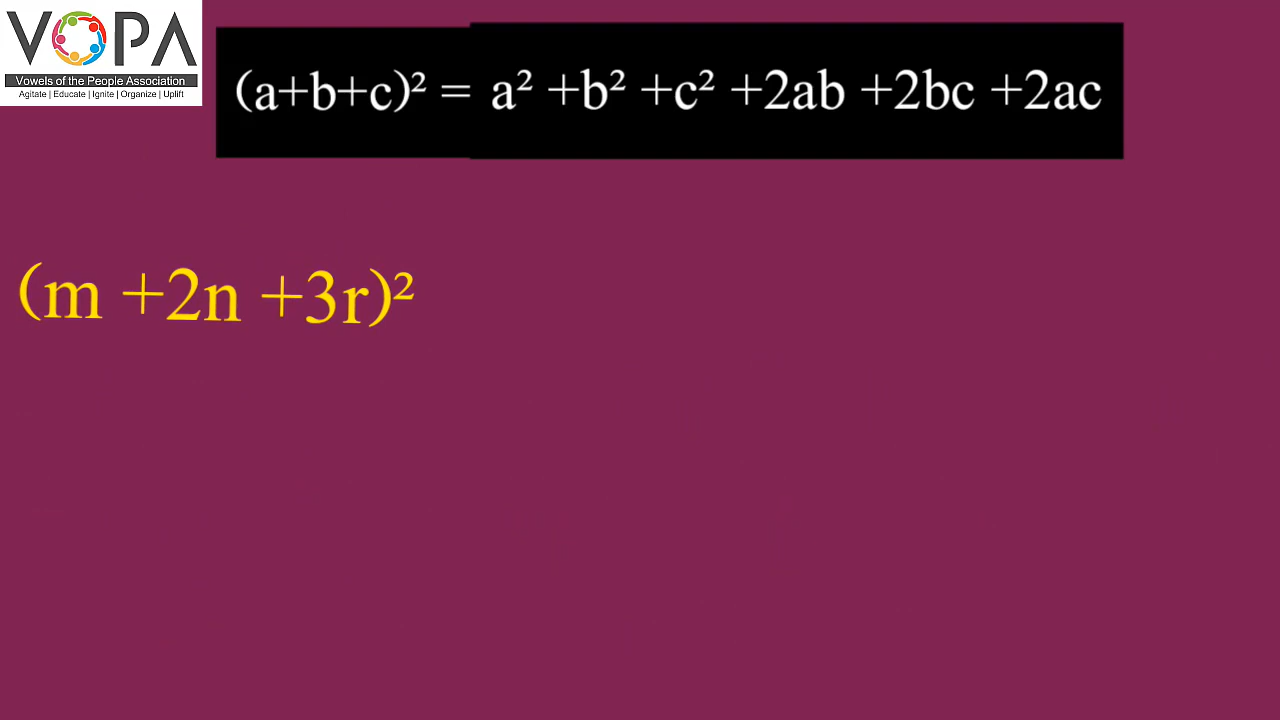 VOPA
Vowels of the People Association
Agitate | Educate | Ignite | Organize | Uplift
(a+b+c)² = a² +b² +c² +2ab +2bc +2ac
(m +2n +3r)²